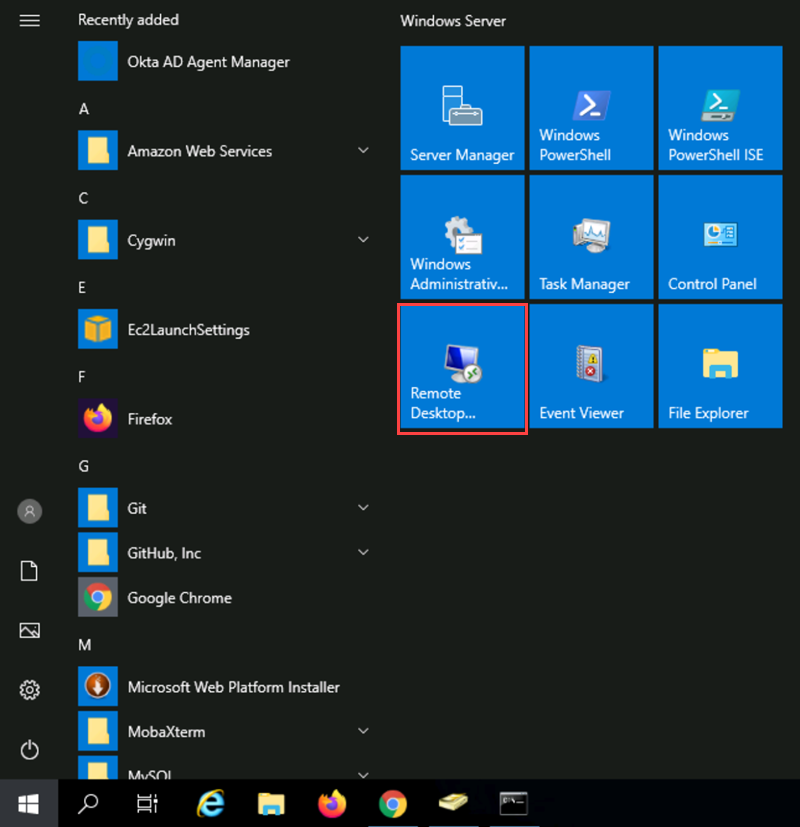 Recently added
Okta AD Agent Manager
A
Amazon Web Services
C
Cygwin
E
Ec2LaunchSettings
F
Firefox
G
Git
GitHub, Inc
Google Chrome
M
Microsoft Web Platform Installer
MobaXterm
MySQL
Windows Server
Server Manager
Windows
PowerShell
Windows
PowerShell ISE
Windows
Administrativ...
Task Manager
Control Panel
Remote
Desktop...
Event Viewer
File Explorer